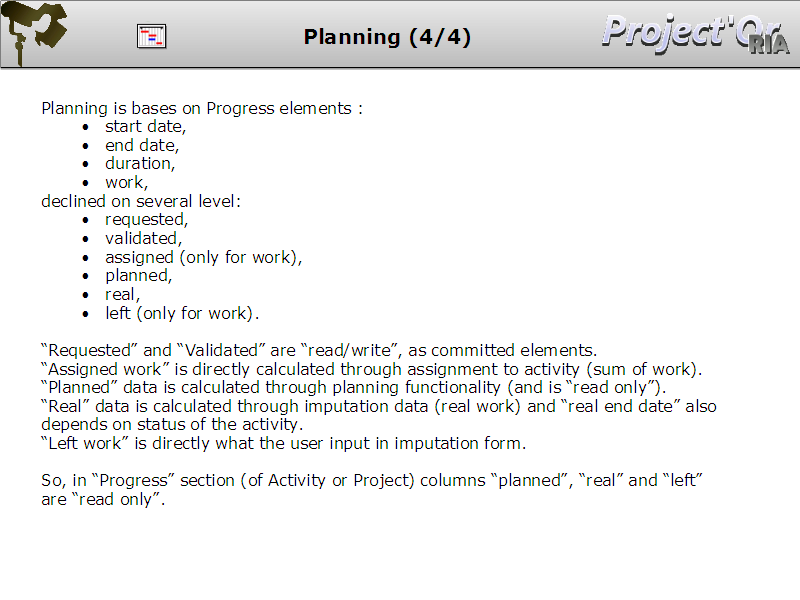 Planning (4/4)
Project'Or
RIA
Planning is bases on Progress elements :
• start date,
• end date,
• duration,
• work,
declined on several level:
• requested,
• validated,
• assigned (only for work),
• planned,
• real,
• left (only for work).
“Requested” and “Validated” are “read/write”, as committed elements.
“Assigned work” is directly calculated through assignment to activity (sum of work).
“Planned” data is calculated through planning functionality (and is “read only”).
“Real” data is calculated through imputation data (real work) and “real end date” also
depends on status of the activity.
“Left work” is directly what the user input in imputation form.
So, in “Progress” section (of Activity or Project) columns “planned”, “real” and “left”
are “read only”.